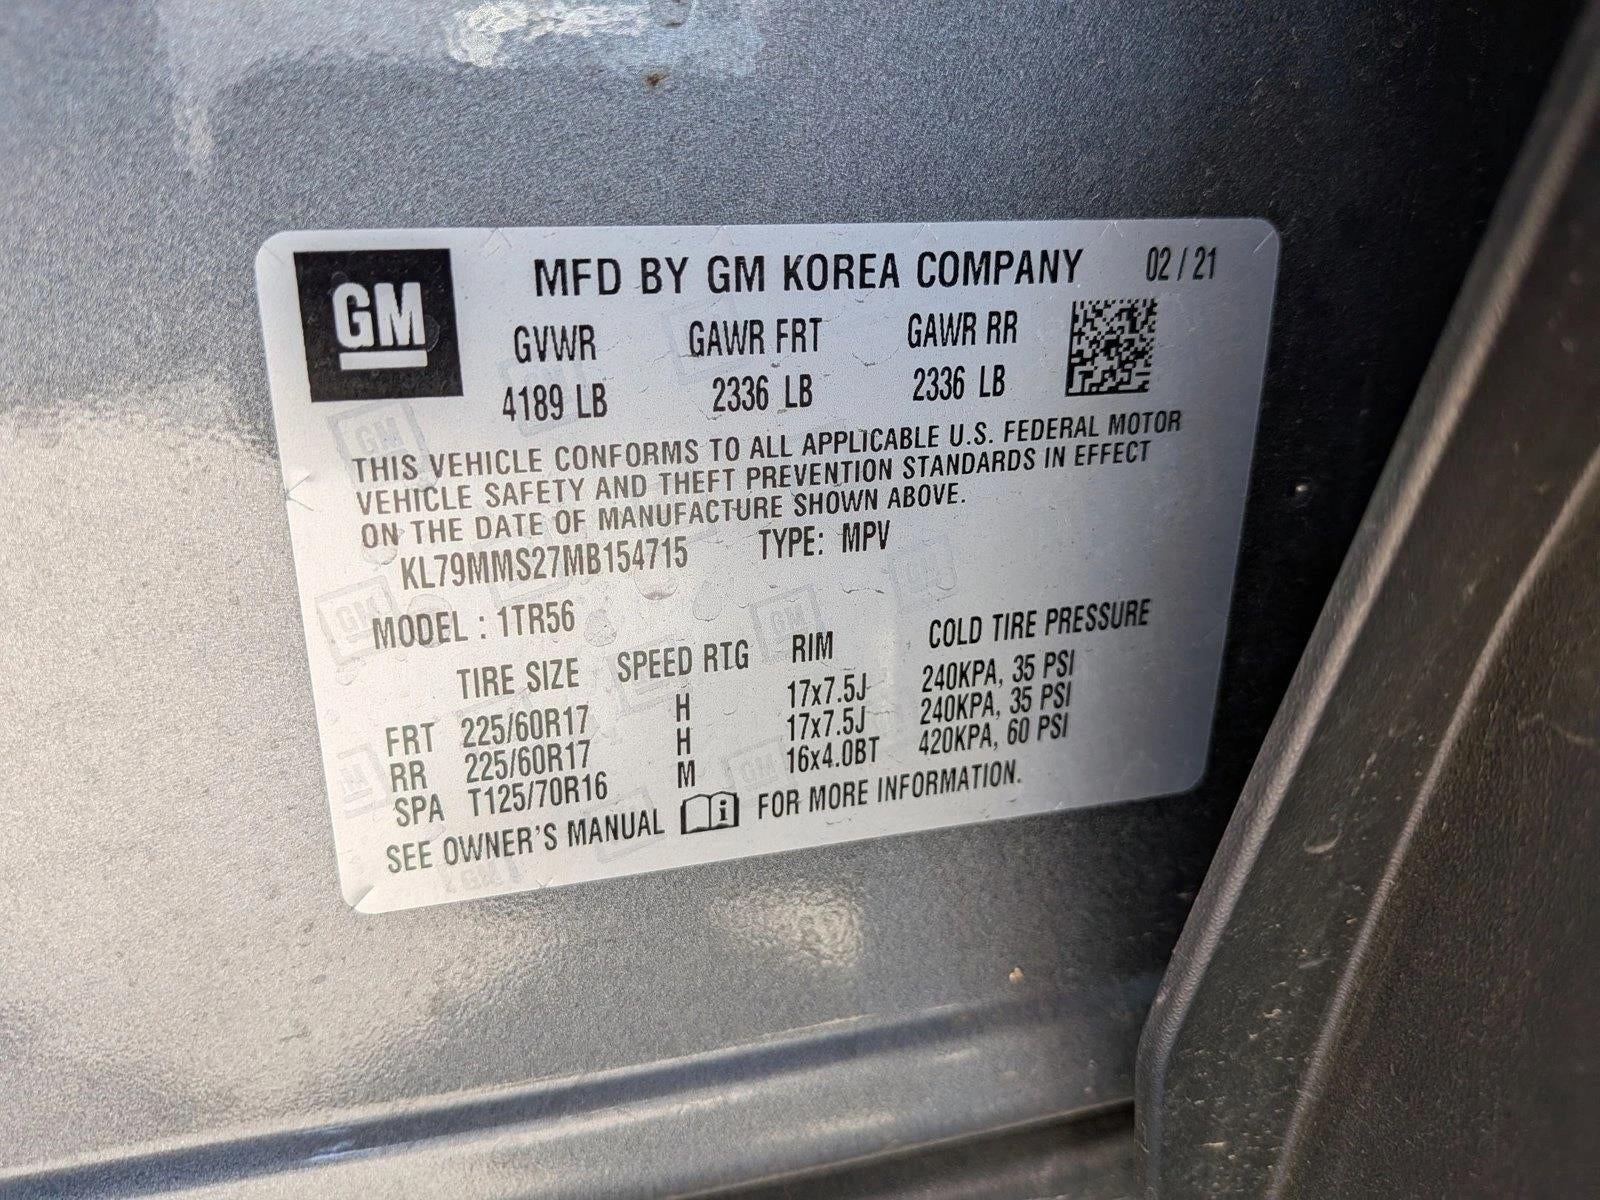 GM
MFD BY GM KOREA COMPANY 02 / 21
GVWR GAWR FRT GAWR RR
4189 LB 2336 LB 2336 LB
THIS VEHICLE CONFORMS TO ALL APPLICABLE U.S. FEDERAL MOTOR
VEHICLE SAFETY AND THEFT PREVENTION STANDARDS IN EFFECT
ON THE DATE OF MANUFACTURE SHOWN ABOVE.
KL79MMS27MB154715 TYPE: MPV
MODEL : 1TR56
TIRE SIZE SPEED RTG RIM COLD TIRE PRESSURE
FRT 225/60R17 H 17x7.5J 240KPA, 35 PSI
RR 225/60R17 H 17x7.5J 240KPA, 35 PSI
SPA T125/70R16 M 16x4.0BT 420KPA, 60 PSI
SEE OWNER'S MANUAL i FOR MORE INFORMATION.